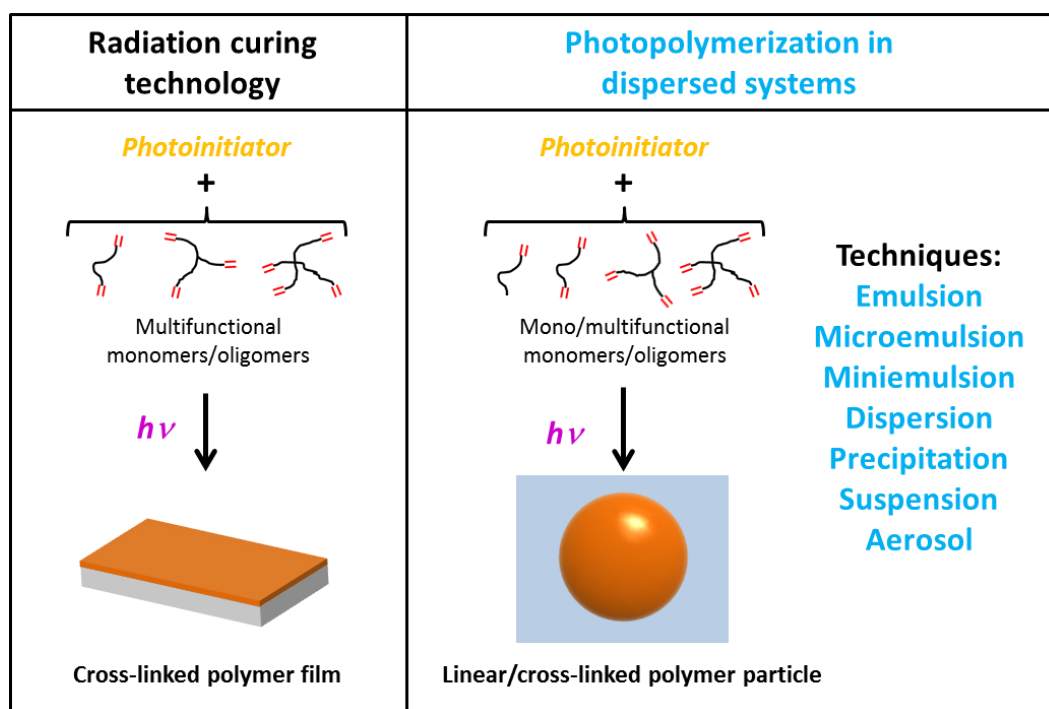 Radiation curing
technology
Photopolymerization in
dispersed systems
Photoinitiator
+
Multifunctional
monomers/oligomers
hν
Cross-linked polymer film
Photoinitiator
+
Mono/multifunctional
monomers/oligomers
hν
Linear/cross-linked polymer particle
Techniques:
Emulsion
Microemulsion
Miniemulsion
Dispersion
Precipitation
Suspension
Aerosol